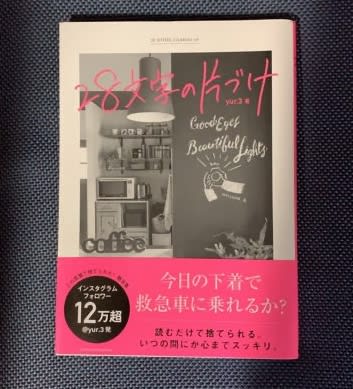 28文字の片づけ
yur.3 著
Good Eyes
Beautiful Lights
coffee
今日の下着で
救急車に乗れるか?
インスタグラム
フォロワー
12万超
@yur.3 発
読むだけで捨てられる。
いつの間にか心までスッキリ。